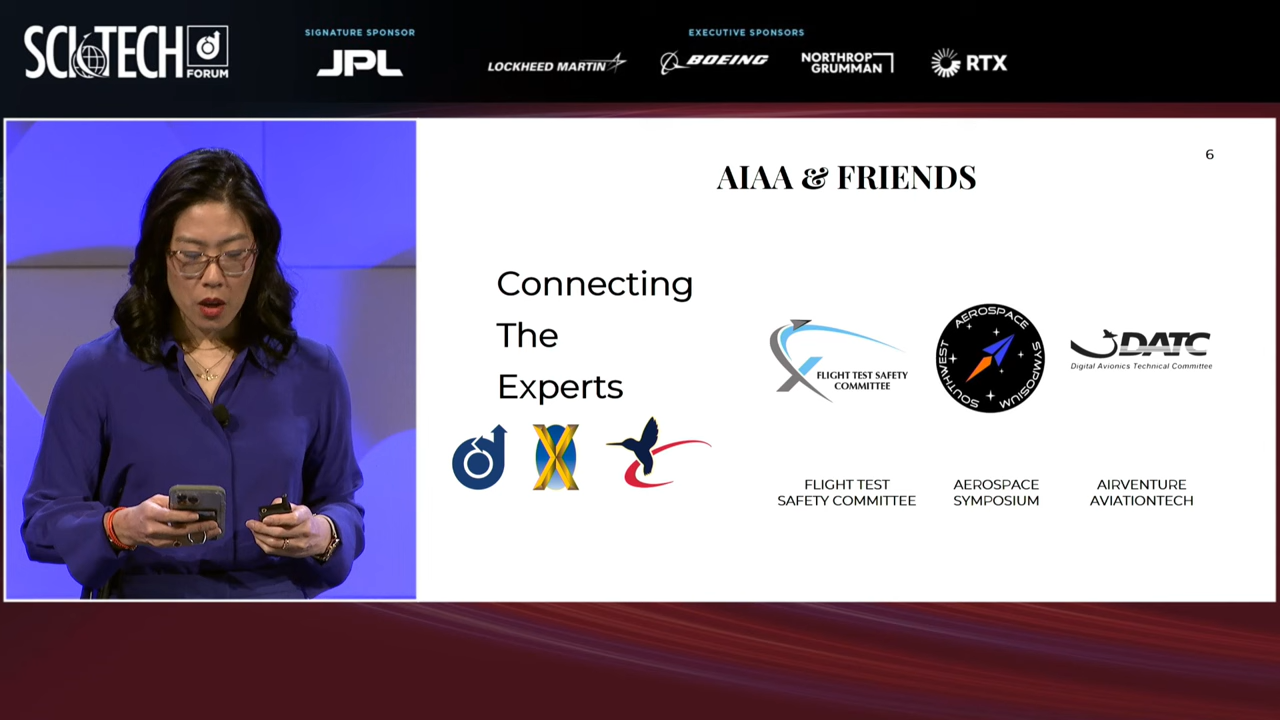 SCITECH
FORUM
SIGNATURE SPONSOR
JPL
EXECUTIVE SPONSORS
LOCKHEED MARTIN
BOEING
NORTHROP
GRUMMAN
RTX
6
AIAA & FRIENDS
Connecting
The
Experts
FLIGHT TEST SAFETY
COMMITTEE
AEROSPACE
SOUTHWEST
SYMPOSIUM
DATC
Digital Avionics Technical Committee
FLIGHT TEST
SAFETY COMMITTEE
AEROSPACE
SYMPOSIUM
AIRVENTURE
AVIATIONTECH